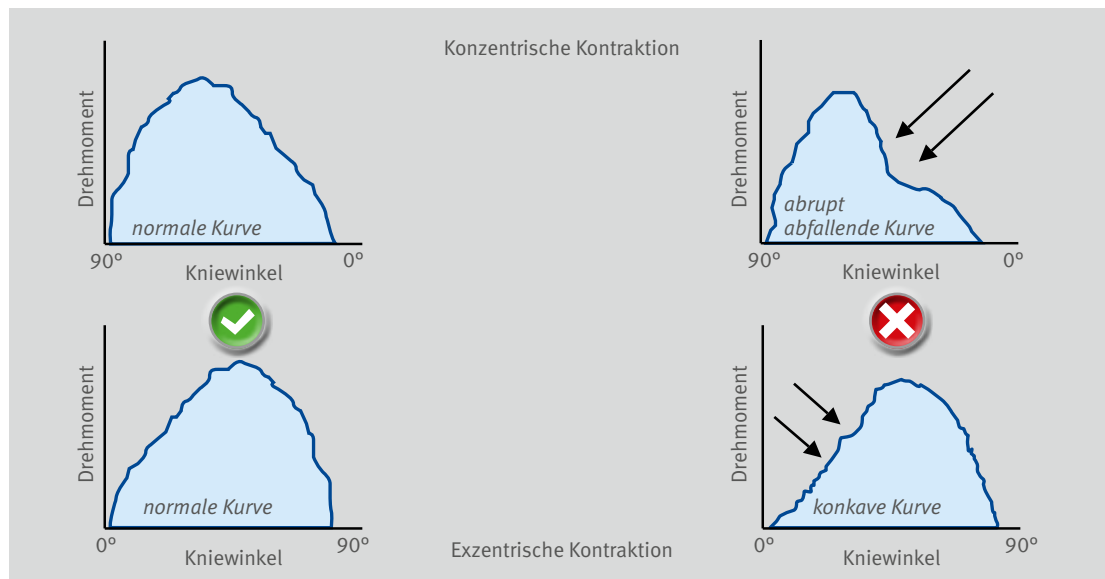 Konzentrische Kontraktion
Drehmoment
normale Kurve
90°
0°
Kniewinkel
Drehmoment
abrupt
abfallende Kurve
90°
0°
Kniewinkel
Drehmoment
normale Kurve
0°
90°
Kniewinkel
Exzentrische Kontraktion
Drehmoment
konkave Kurve
0°
90°
Kniewinkel